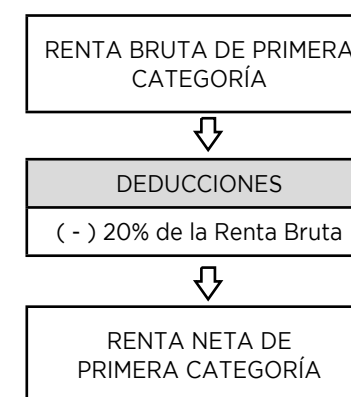 RENTA BRUTA DE PRIMERA
CATEGORÍA
DEDUCCIONES
( - ) 20% de la Renta Bruta
RENTA NETA DE
PRIMERA CATEGORÍA